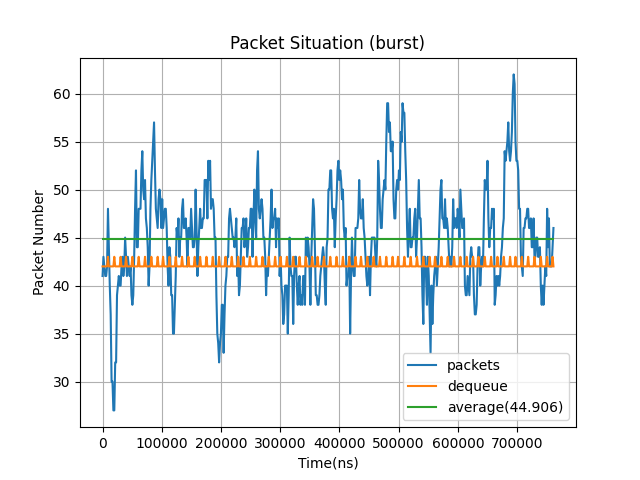 Packet Situation (burst)
Packet Number
60
55
50
45
40
35
30
packets
dequeue
average(44.906)
0 100000 200000 300000 400000 500000 600000 700000
Time(ns)